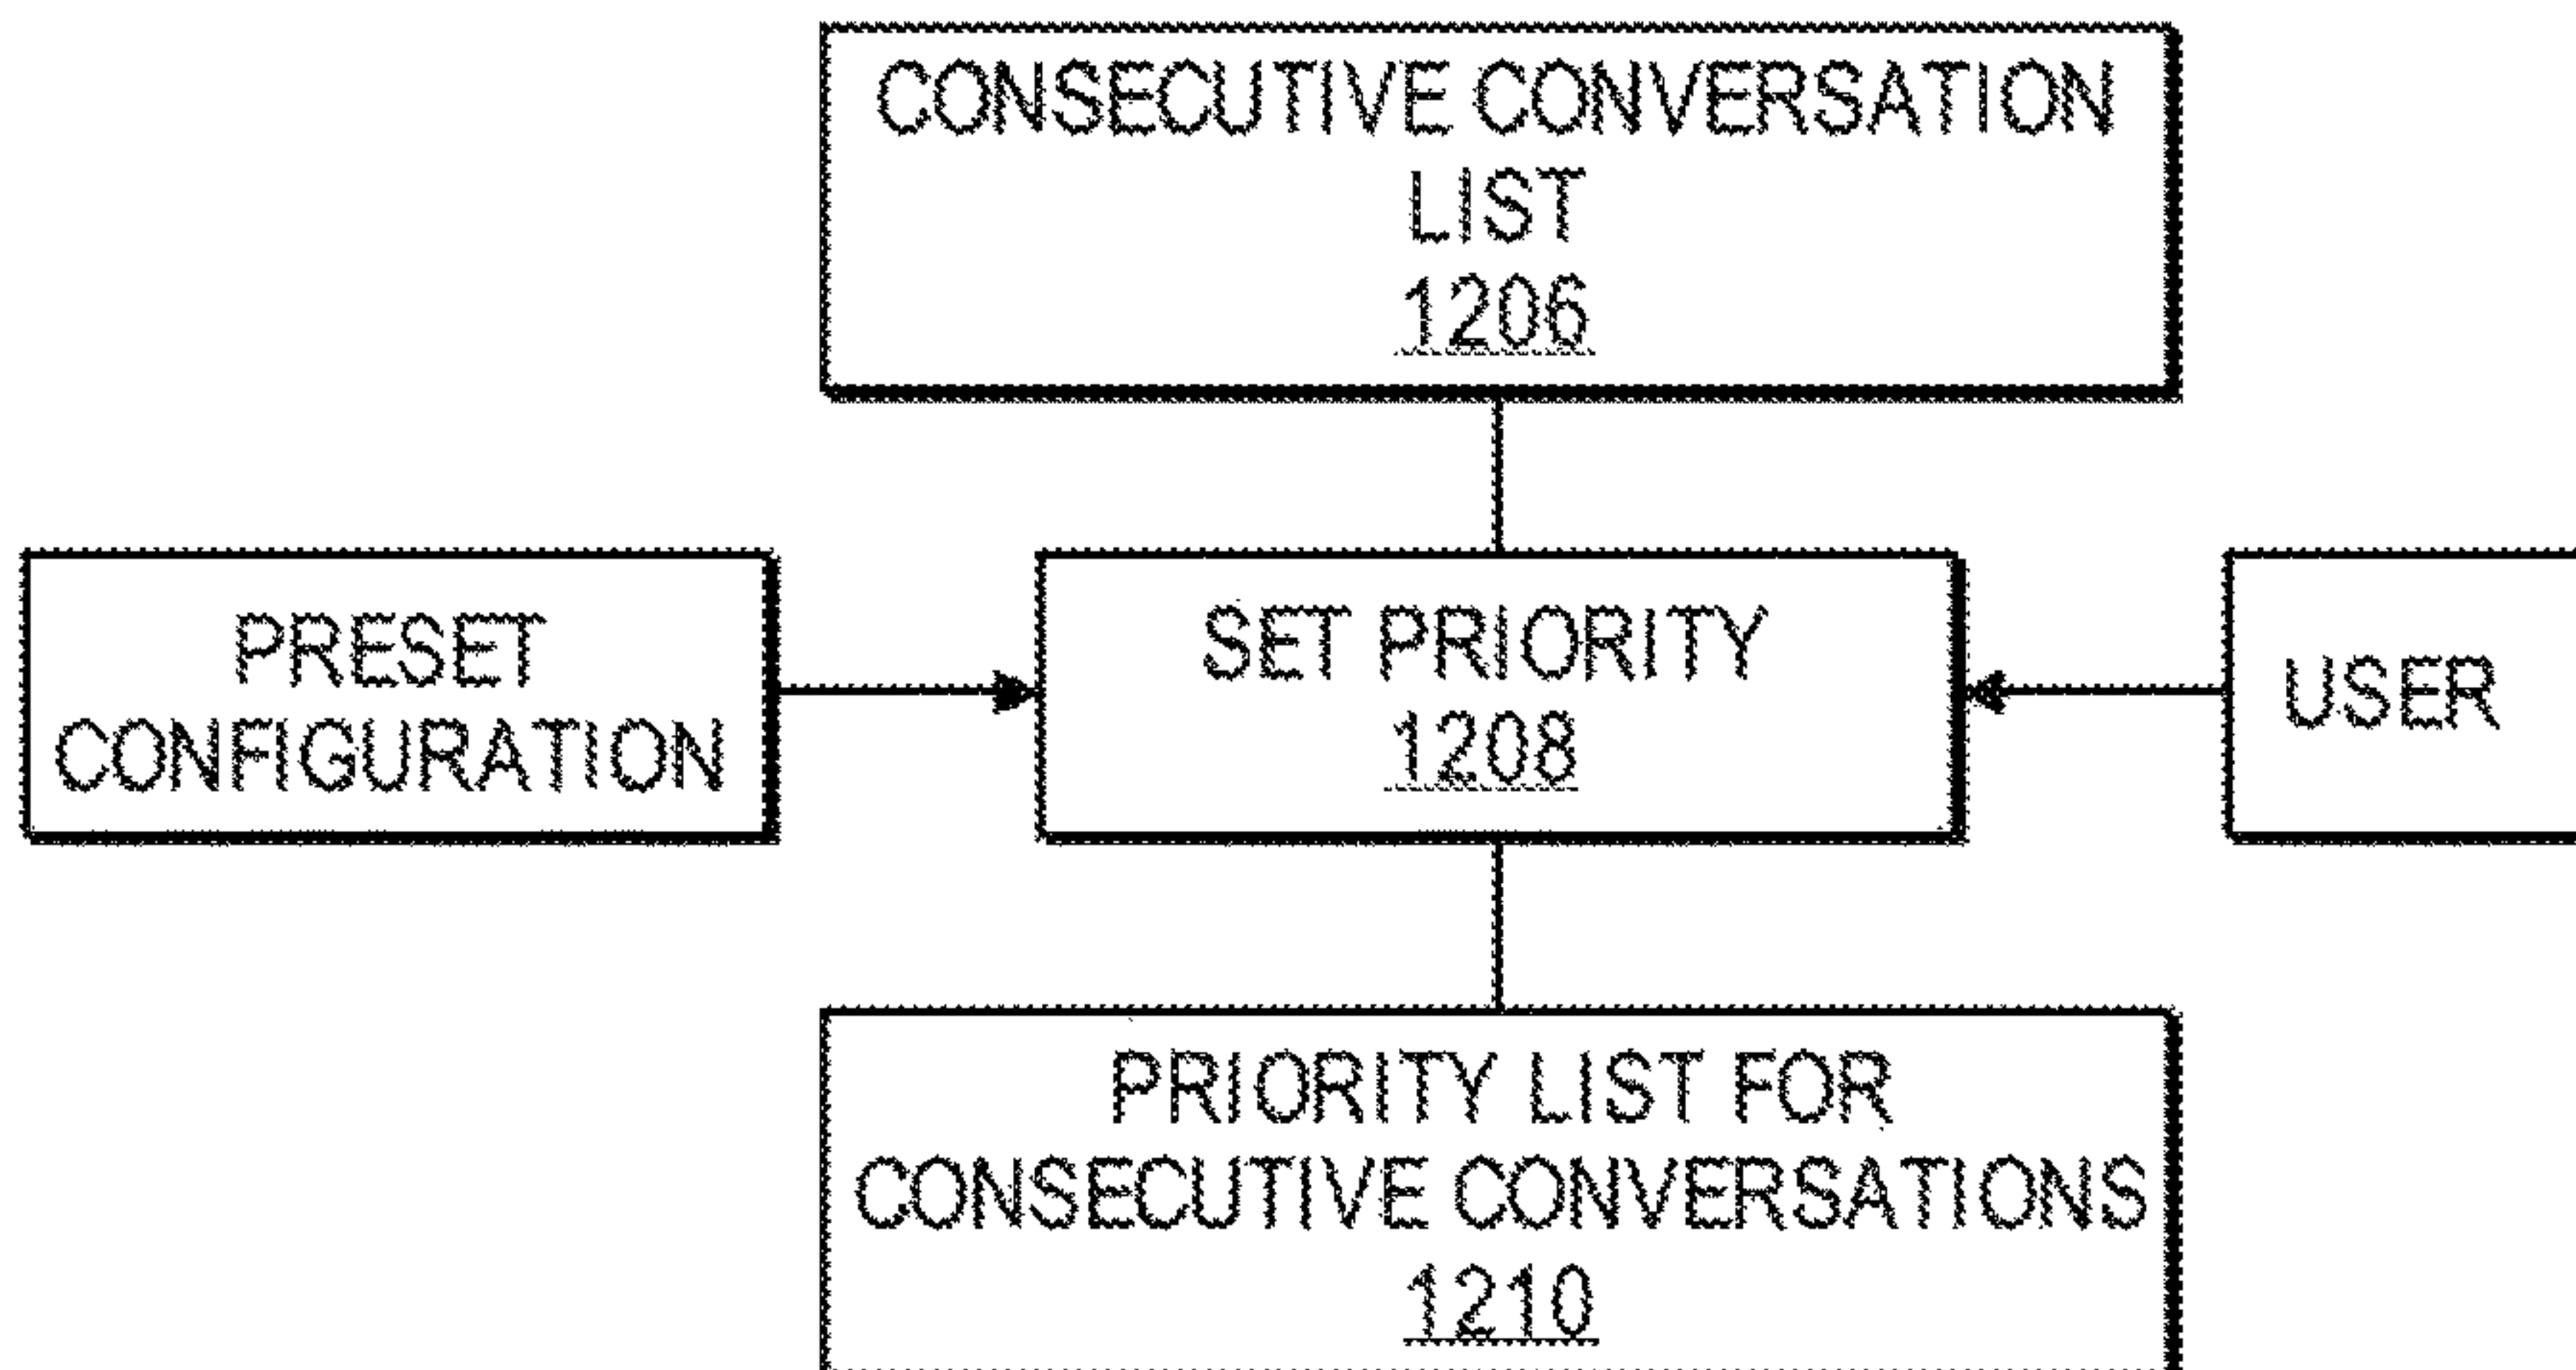 CONSECUTIVE CONVERSATION
LIST
1206
PRESET
CONFIGURATION
SET PRIORITY
1208
USER
PRIORITY LIST FOR
CONSECUTIVE CONVERSATIONS
1210